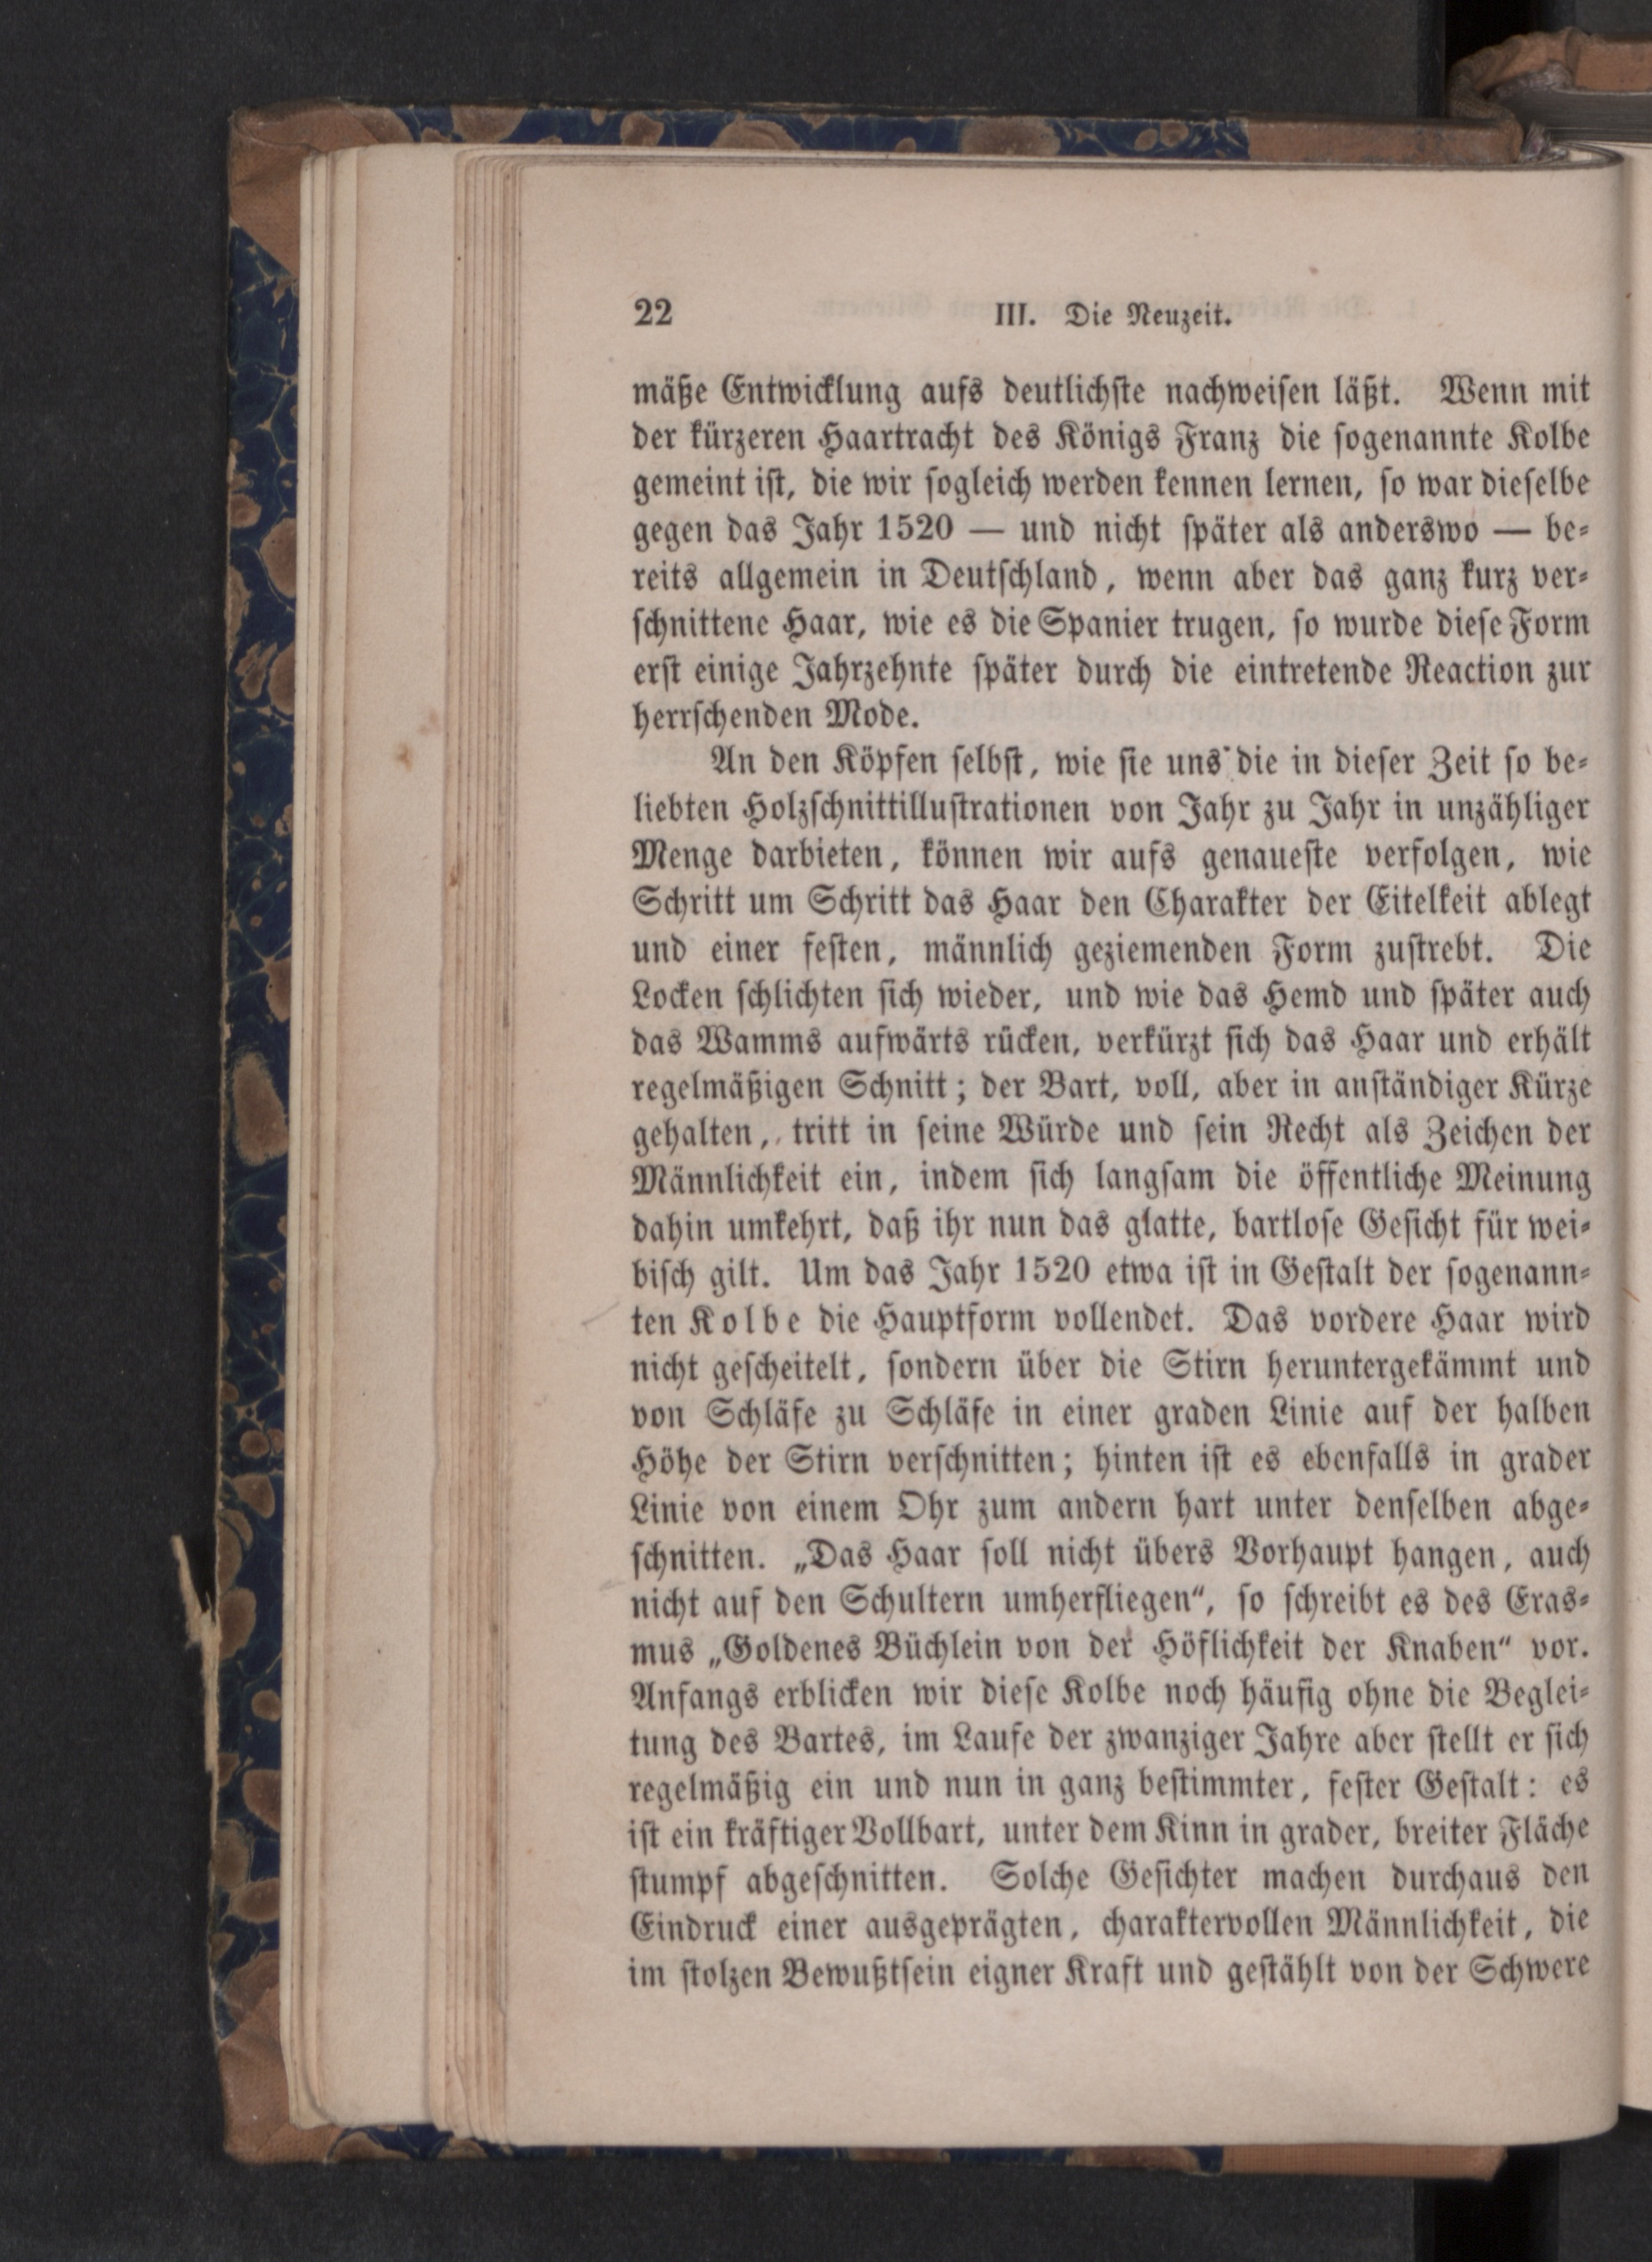 22 III. Die Neuzeit.
mäße Entwicklung aufs deutlichste nachweisen läßt. Wenn mit
der kürzeren Haartracht des Königs Franz die sogenannte Kolbe
gemeint ist, die wir sogleich werden kennen lernen, so war dieselbe
gegen das Jahr 1520 — und nicht später als anderswo — be-
reits allgemein in Deutschland, wenn aber das ganz kurz ver-
schnittene Haar, wie es die Spanier trugen, so wurde diese Form
erst einige Jahrzehnte später durch die eintretende Reaction zur
herrschenden Mode.
An den Köpfen selbst, wie sie uns die in dieser Zeit so be-
liebten Holzschnittillustrationen von Jahr zu Jahr in unzähliger
Menge darbieten, können wir aufs genaueste verfolgen, wie
Schritt um Schritt das Haar den Charakter der Eitelkeit ablegt
und einer festen, männlich geziemenden Form zustrebt. Die
Locken schlichten sich wieder, und wie das Hemd und später auch
das Wamms aufwärts rücken, verkürzt sich das Haar und erhält
regelmäßigen Schnitt; der Bart, voll, aber in anständiger Kürze
gehalten, tritt in seine Würde und sein Recht als Zeichen der
Männlichkeit ein, indem sich langsam die öffentliche Meinung
dahin umkehrt, daß ihr nun das glatte, bartlose Gesicht für wei-
bisch gilt. Um das Jahr 1520 etwa ist in Gestalt der sogenann-
ten Kolbe die Hauptform vollendet. Das vordere Haar wird
nicht gescheitelt, sondern über die Stirn heruntergekämmt und
von Schläfe zu Schläfe in einer graden Linie auf der halben
Höhe der Stirn verschnitten; hinten ist es ebenfalls in grader
Linie von einem Ohr zum andern hart unter denselben abge-
schnitten. „Das Haar soll nicht übers Vorhaupt hangen, auch
nicht auf den Schultern umherfliegen“, so schreibt es des Eras-
mus „Goldenes Büchlein von der Höflichkeit der Knaben“ vor.
Anfangs erblicken wir diese Kolbe noch häufig ohne die Beglei-
tung des Bartes, im Laufe der zwanziger Jahre aber stellt er sich
regelmäßig ein und nun in ganz bestimmter, fester Gestalt: es
ist ein kräftiger Vollbart, unter dem Kinn in grader, breiter Fläche
stumpf abgeschnitten. Solche Gesichter machen durchaus den
Eindruck einer ausgeprägten, charaktervollen Männlichkeit, die
im stolzen Bewußtsein eigner Kraft und gestählt von der Schwere